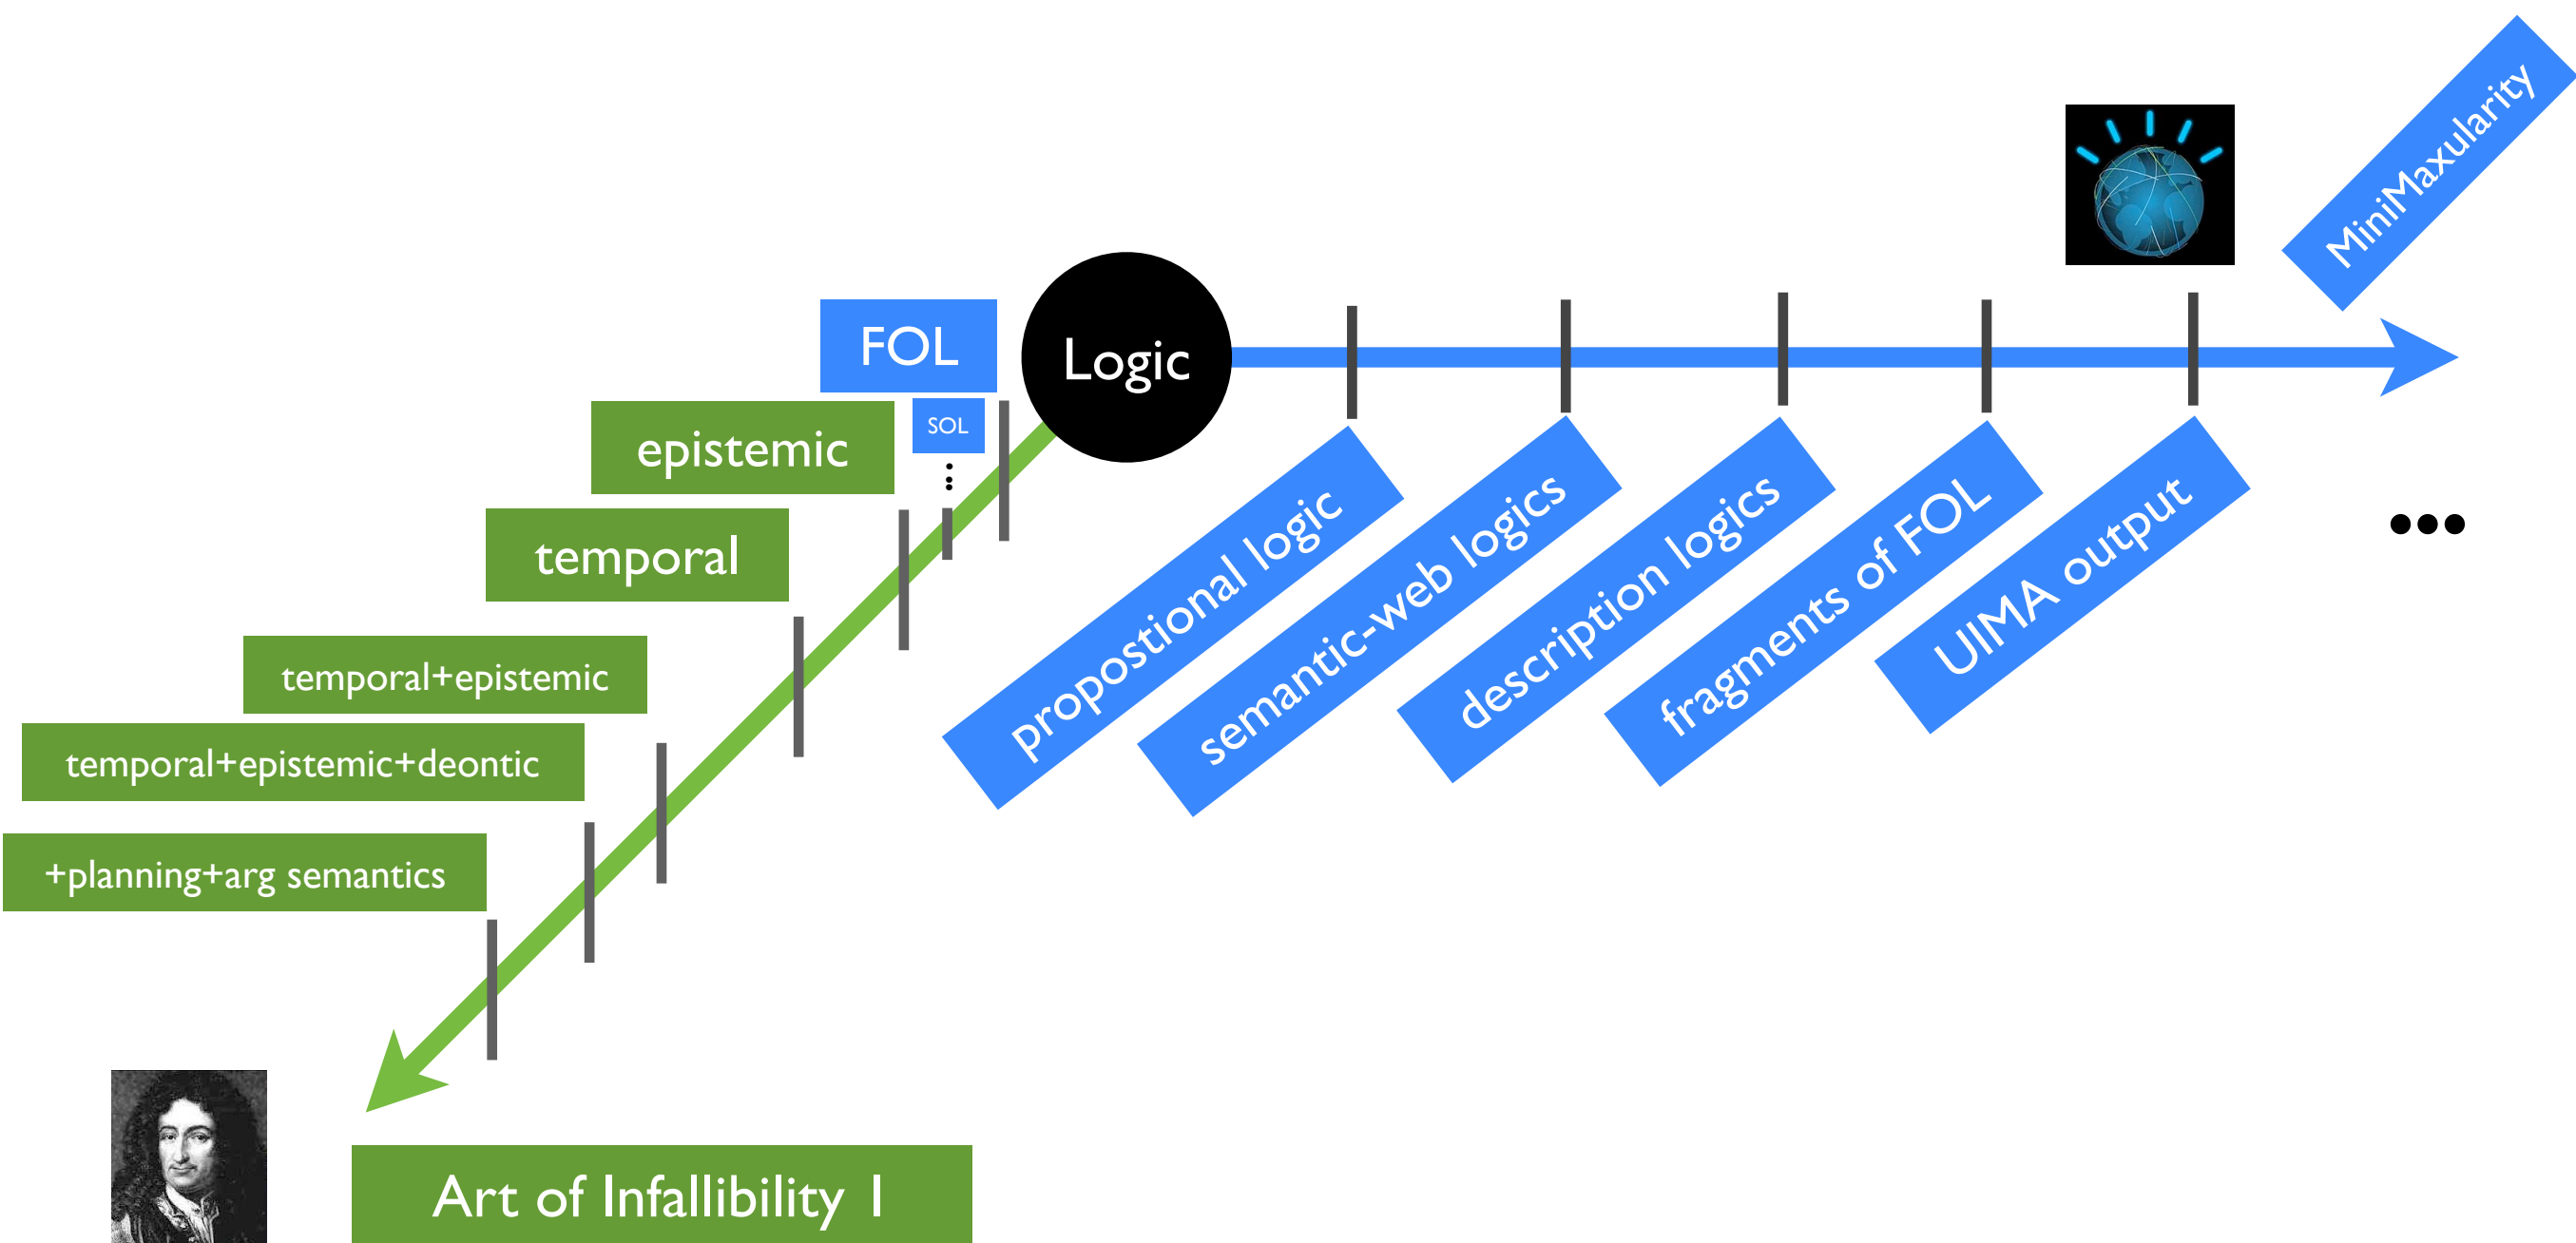 MiniMaxularity
FOL
Logic
SOL
epistemic
temporal
temporal+epistemic
temporal+epistemic+deontic
+planning+arg semantics
propostional logic
semantic-web logics
description logics
fragments of FOL
UIMA output
•••
Art of Infallibility 1